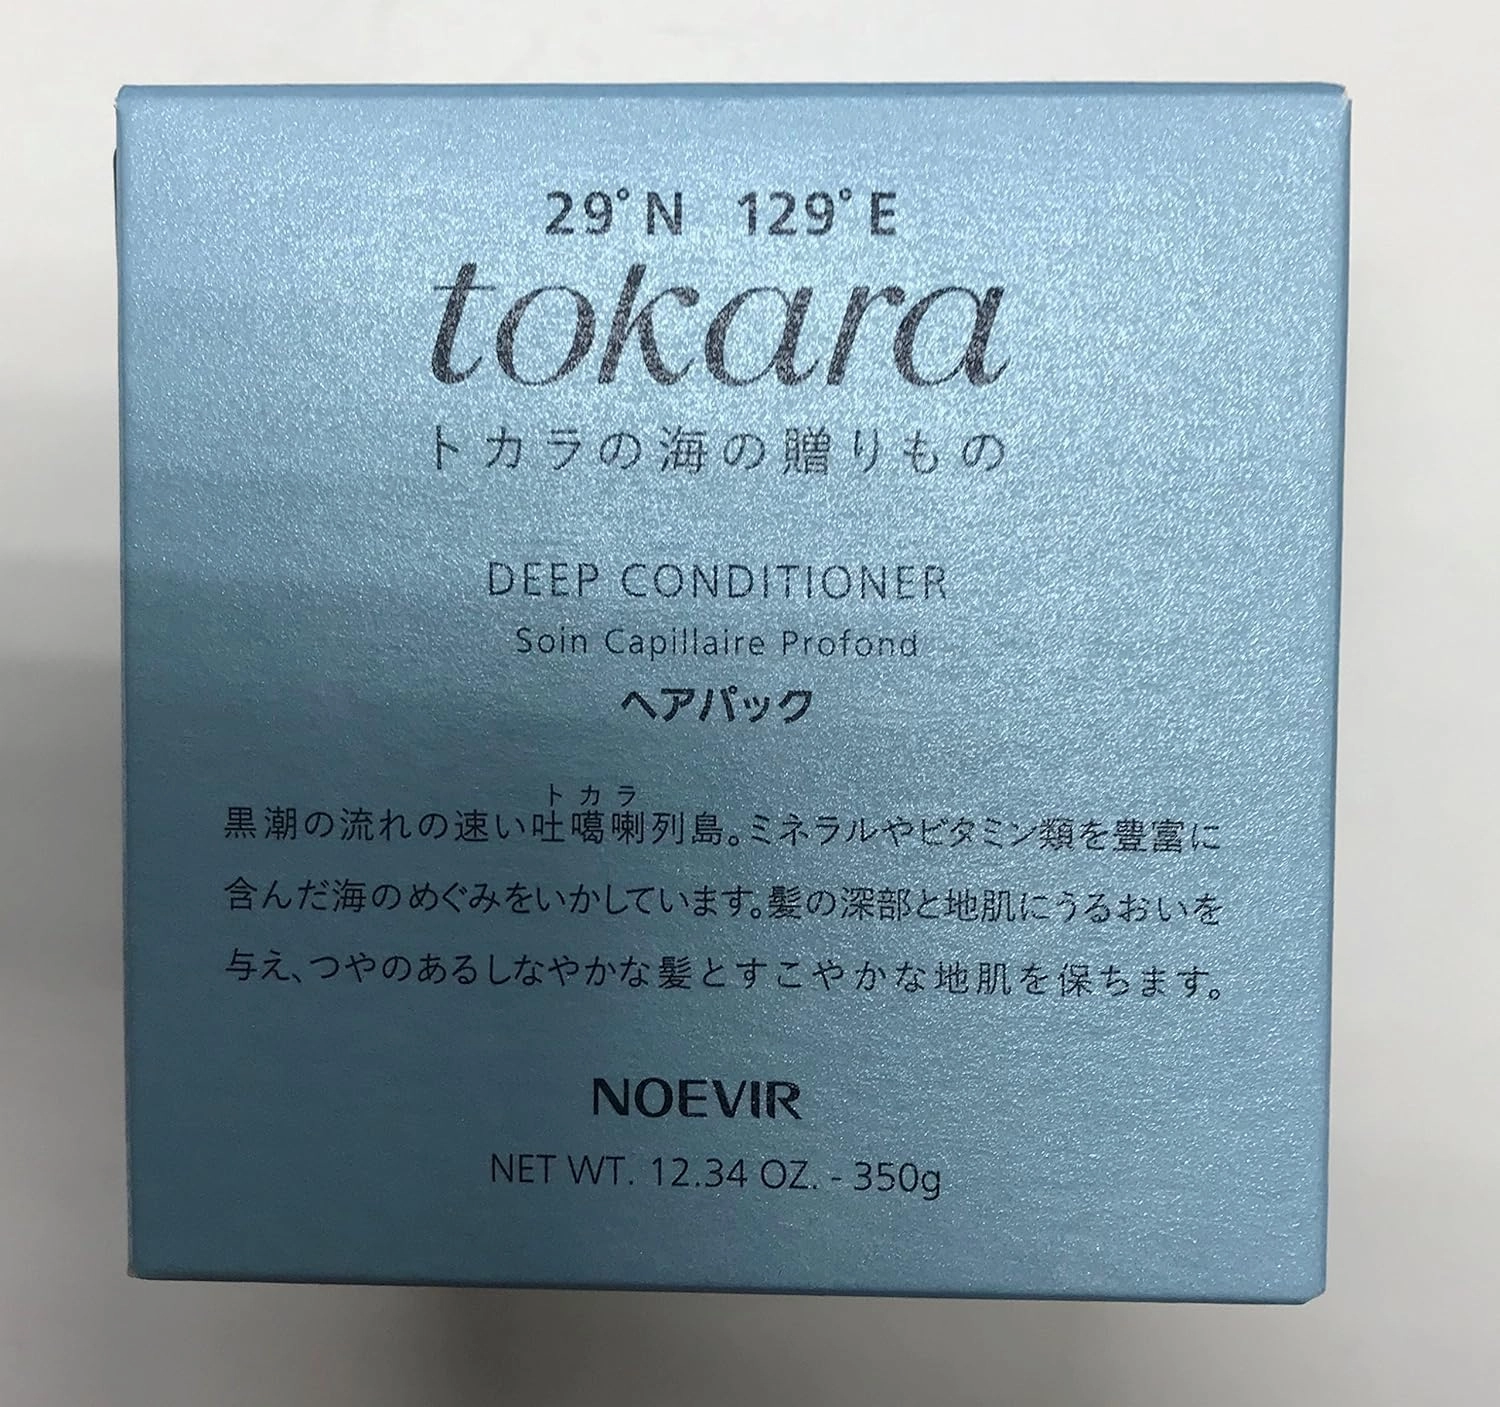 29°N 129°E
tokara
トカラの海の贈りもの
DEEP CONDITIONER
Soin Capillaire Profond
ヘアパック
トカラ
黒潮の流れの速い吐噶喇列島。ミネラルやビタミン類を豊富に
含んだ海のめぐみをいかしています。髪の深部と地肌にうるおいを
与え、つやのあるしなやかな髪とすこやかな地肌を保ちます。
NOEVIR
NET WT. 12.34 OZ. - 350g